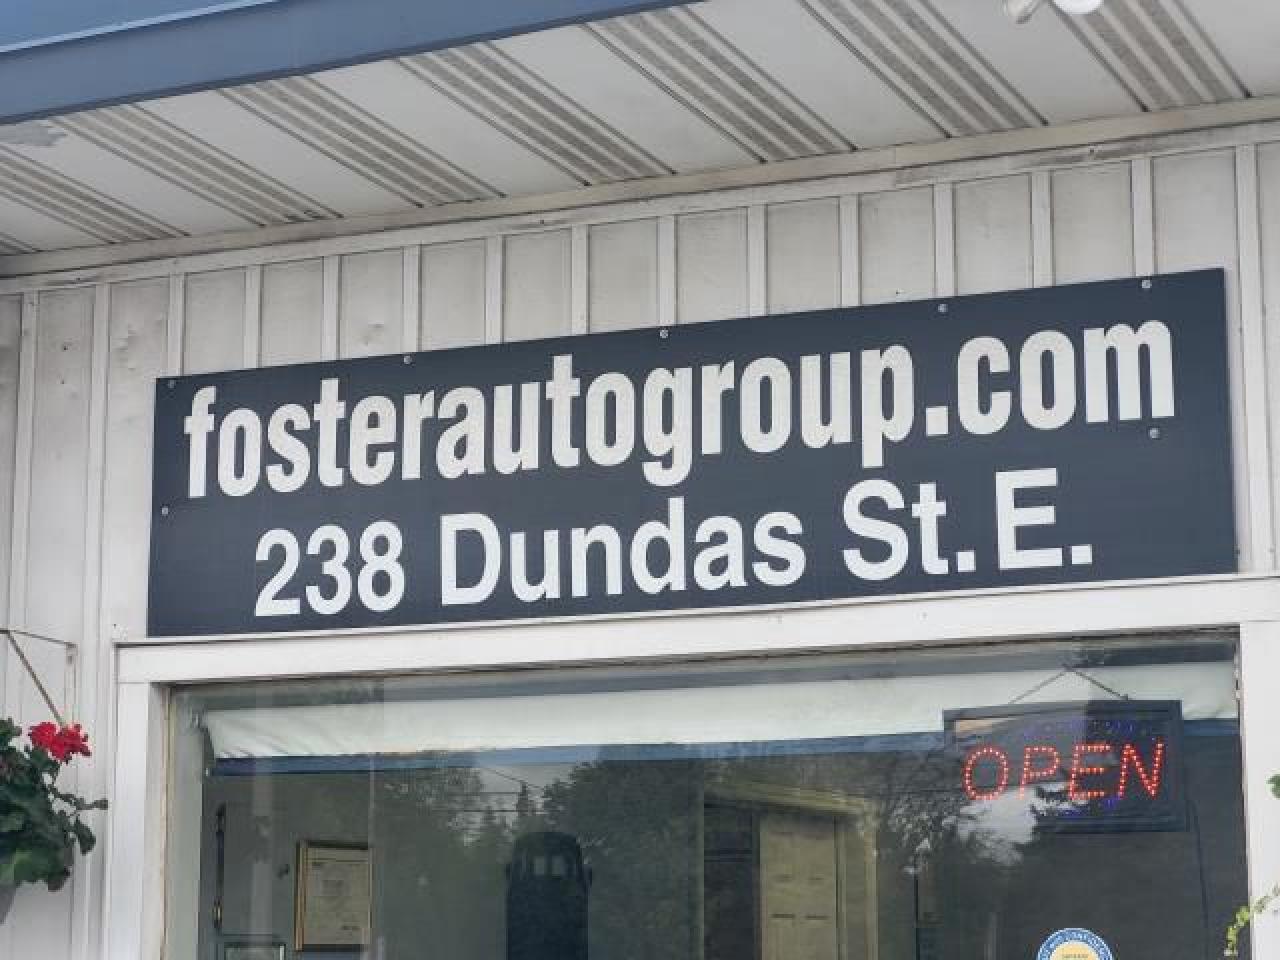 fosterautogroup.com
238 Dundas St. E.
OPEN